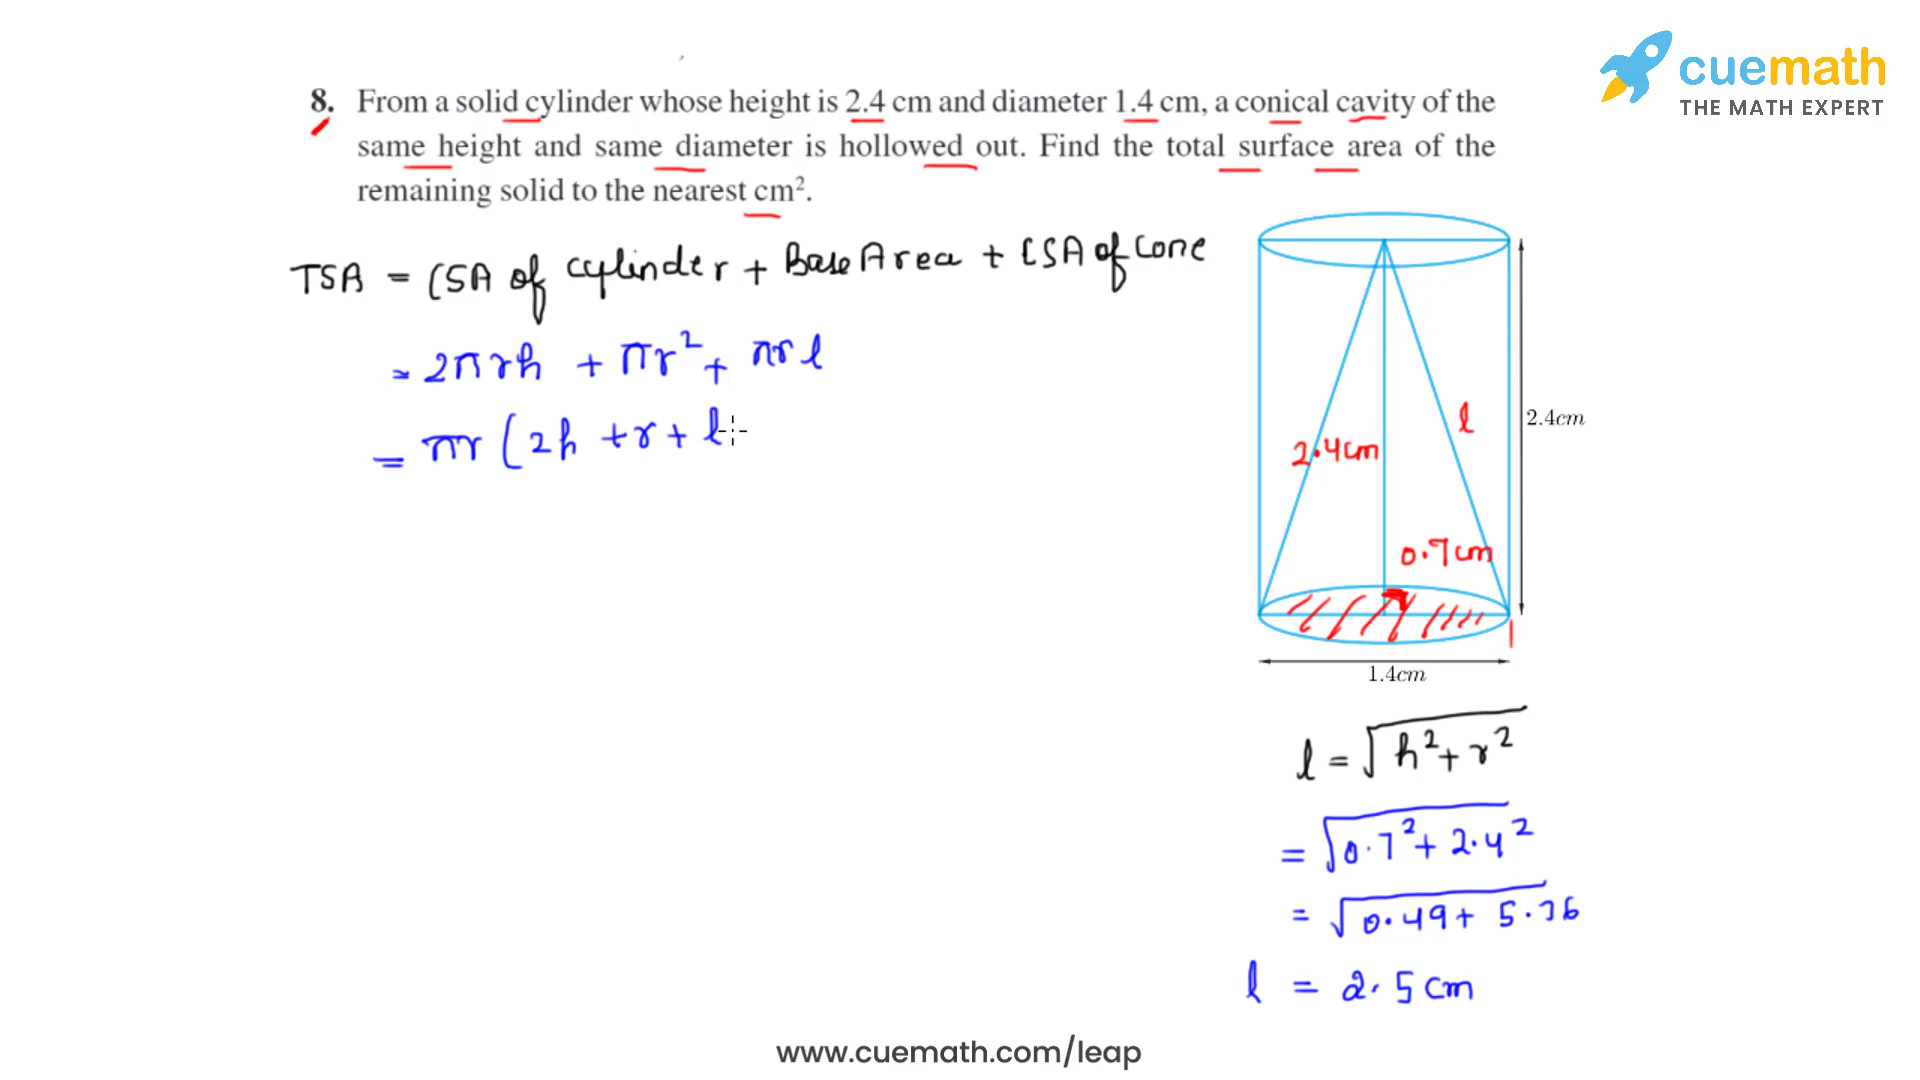 cuemath
THE MATH EXPERT
8. From a solid cylinder whose height is 2.4 cm and diameter 1.4 cm, a conical cavity of the
same height and same diameter is hollowed out. Find the total surface area of the
remaining solid to the nearest cm².
TSA = CSA of cylinder + Base Area + CSA of Cone
= 2πrh + πr² + πrl
= πr (2h + r + l
2.4cm
l
2.4cm
0.7cm
1.4cm
l = √h² + r²
= √0.7² + 2.4²
= √0.49 + 5.76
l = 2.5 cm
www.cuemath.com/leap